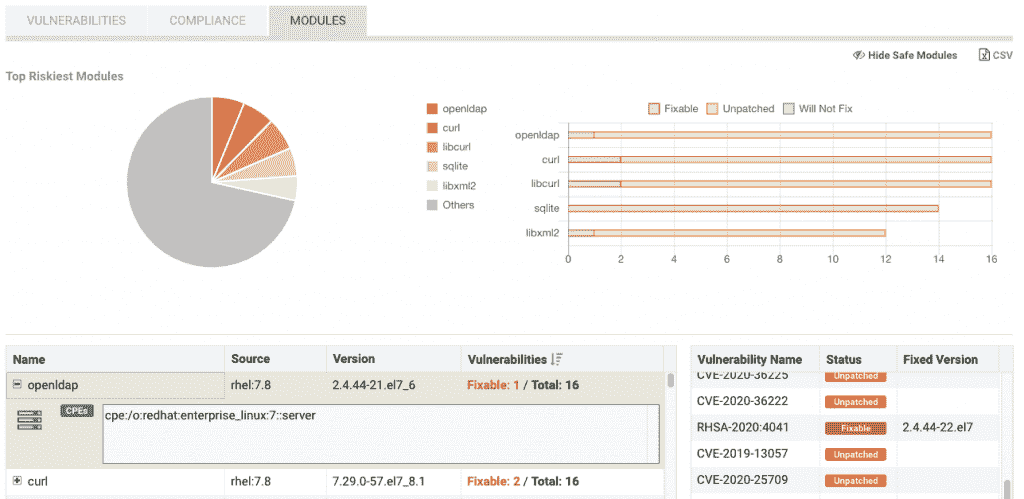 VULNERABILITIES COMPLIANCE MODULES
Hide Safe Modules CSV
Top Riskiest Modules
openldap
curl
libcurl
sqlite
libxml2
Others
Fixable Unpatched Will Not Fix
openldap
curl
libcurl
sqlite
libxml2
0 2 4 6 8 10 12 14 16
Name Source Version Vulnerabilities
openldap rhel:7.8 2.4.44-21.el7_6 Fixable: 1 / Total: 16
CPEs cpe:/o:redhat:enterprise_linux:7::server
curl rhel:7.8 7.29.0-57.el7_8.1 Fixable: 2 / Total: 16
Vulnerability Name Status Fixed Version
CVE-2020-36225 Unpatched
CVE-2020-36222 Unpatched
RHSA-2020:4041 Fixable 2.4.44-22.el7
CVE-2019-13057 Unpatched
CVE-2020-25709 Unpatched